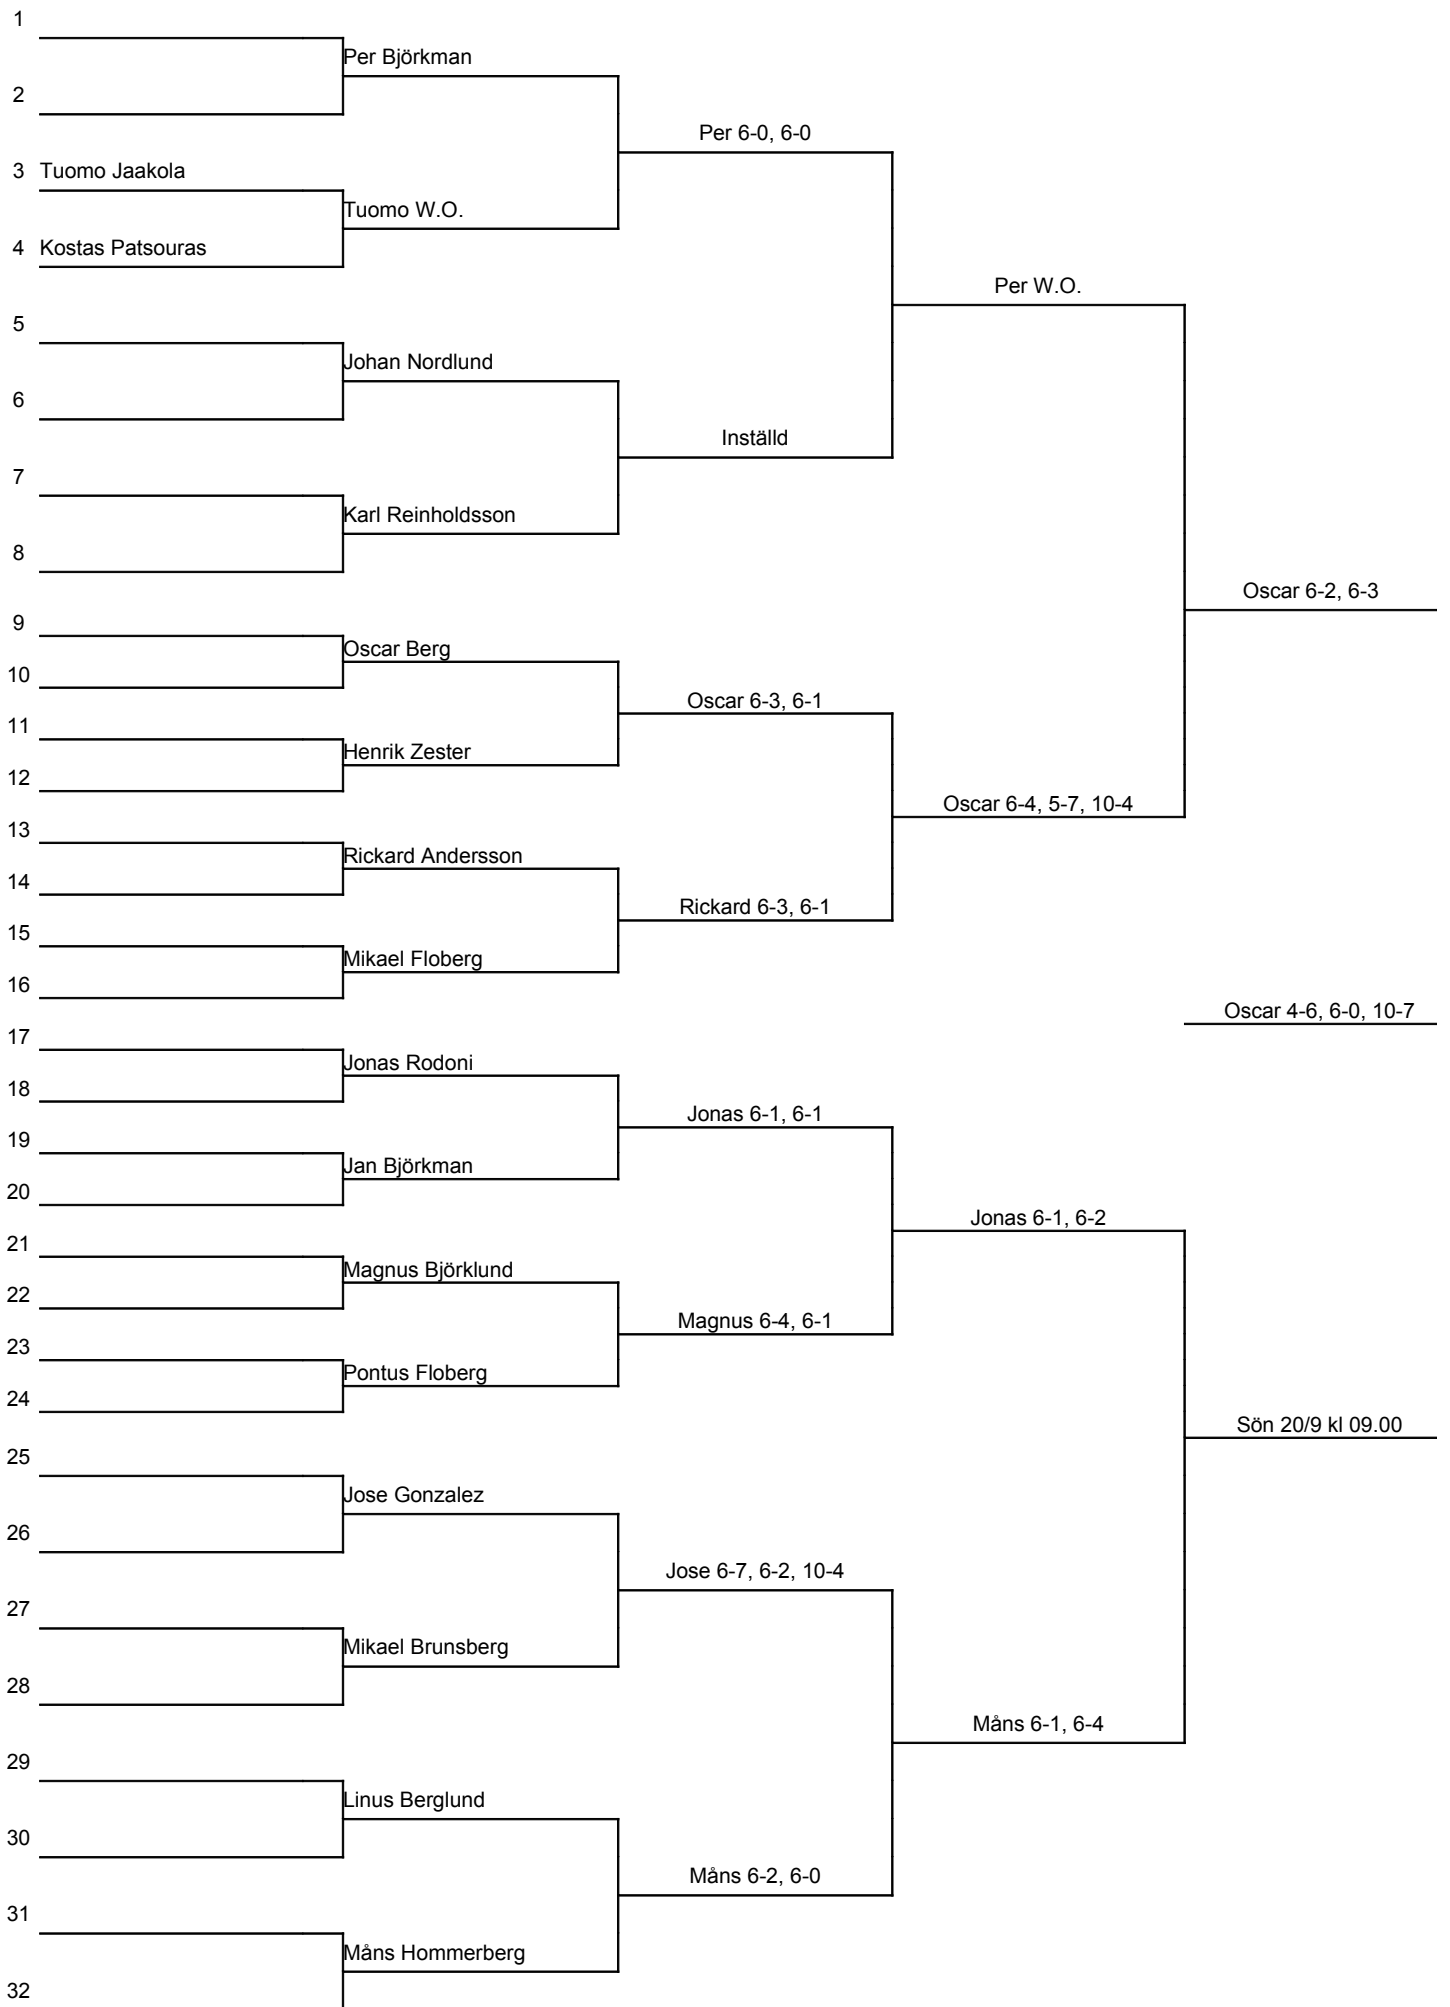 1
Per Björkman
2
Per 6-0, 6-0
3 Tuomo Jaakola
Tuomo W.O.
4 Kostas Patsouras
Per W.O.
5
Johan Nordlund
6
Inställd
7
Karl Reinholdsson
8
Oscar 6-2, 6-3
9
Oscar Berg
10
Oscar 6-3, 6-1
11
Henrik Zester
12
Oscar 6-4, 5-7, 10-4
13
Rickard Andersson
14
Rickard 6-3, 6-1
15
Mikael Floberg
16
Oscar 4-6, 6-0, 10-7
17
Jonas Rodoni
18
Jonas 6-1, 6-1
19
Jan Björkman
20
Jonas 6-1, 6-2
21
Magnus Björklund
22
Magnus 6-4, 6-1
23
Pontus Floberg
24
Sön 20/9 kl 09.00
25
Jose Gonzalez
26
Jose 6-7, 6-2, 10-4
27
Mikael Brunsberg
28
Måns 6-1, 6-4
29
Linus Berglund
30
Måns 6-2, 6-0
31
Måns Hommerberg
32